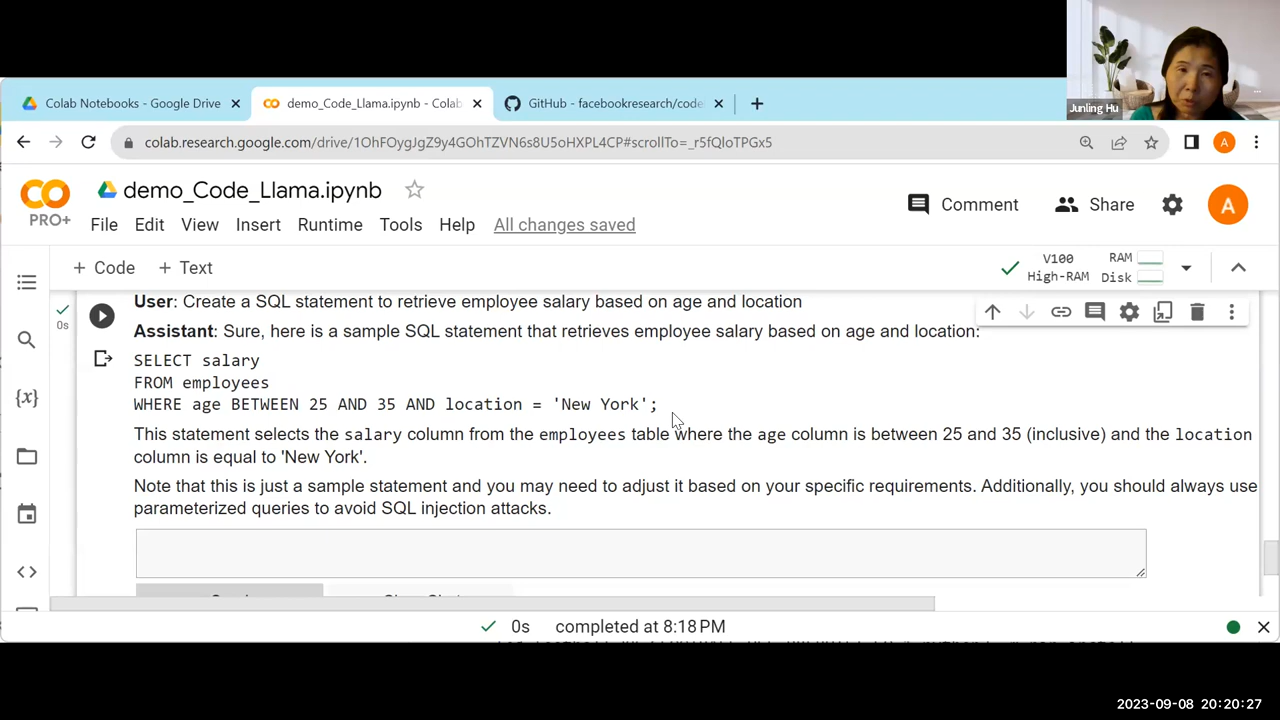 Junling Hu
Colab Notebooks - Google Drive
demo_Code_Llama.ipynb - Colab
GitHub - facebookresearch/code
colab.research.google.com/drive/1OhFOygJgZ9y4GOhTZVNAs8U5oHXPL4CP#scrollTo=_r5fQIoTPGx5
demo_Code_Llama.ipynb
A
PRO+
File Edit View Insert Runtime Tools Help All changes saved
Comment
Share
A
+ Code + Text
V100
High-RAM
RAM
Disk
User: Create a SQL statement to retrieve employee salary based on age and location
0s
Assistant: Sure, here is a sample SQL statement that retrieves employee salary based on age and location:
SELECT salary
FROM employees
WHERE age BETWEEN 25 AND 35 AND location = 'New York';
{x}
This statement selects the salary column from the employees table where the age column is between 25 and 35 (inclusive) and the location
column is equal to 'New York'.
Note that this is just a sample statement and you may need to adjust it based on your specific requirements. Additionally, you should always use
parameterized queries to avoid SQL injection attacks.
0s completed at 8:18 PM
2023-09-08 20:20:27